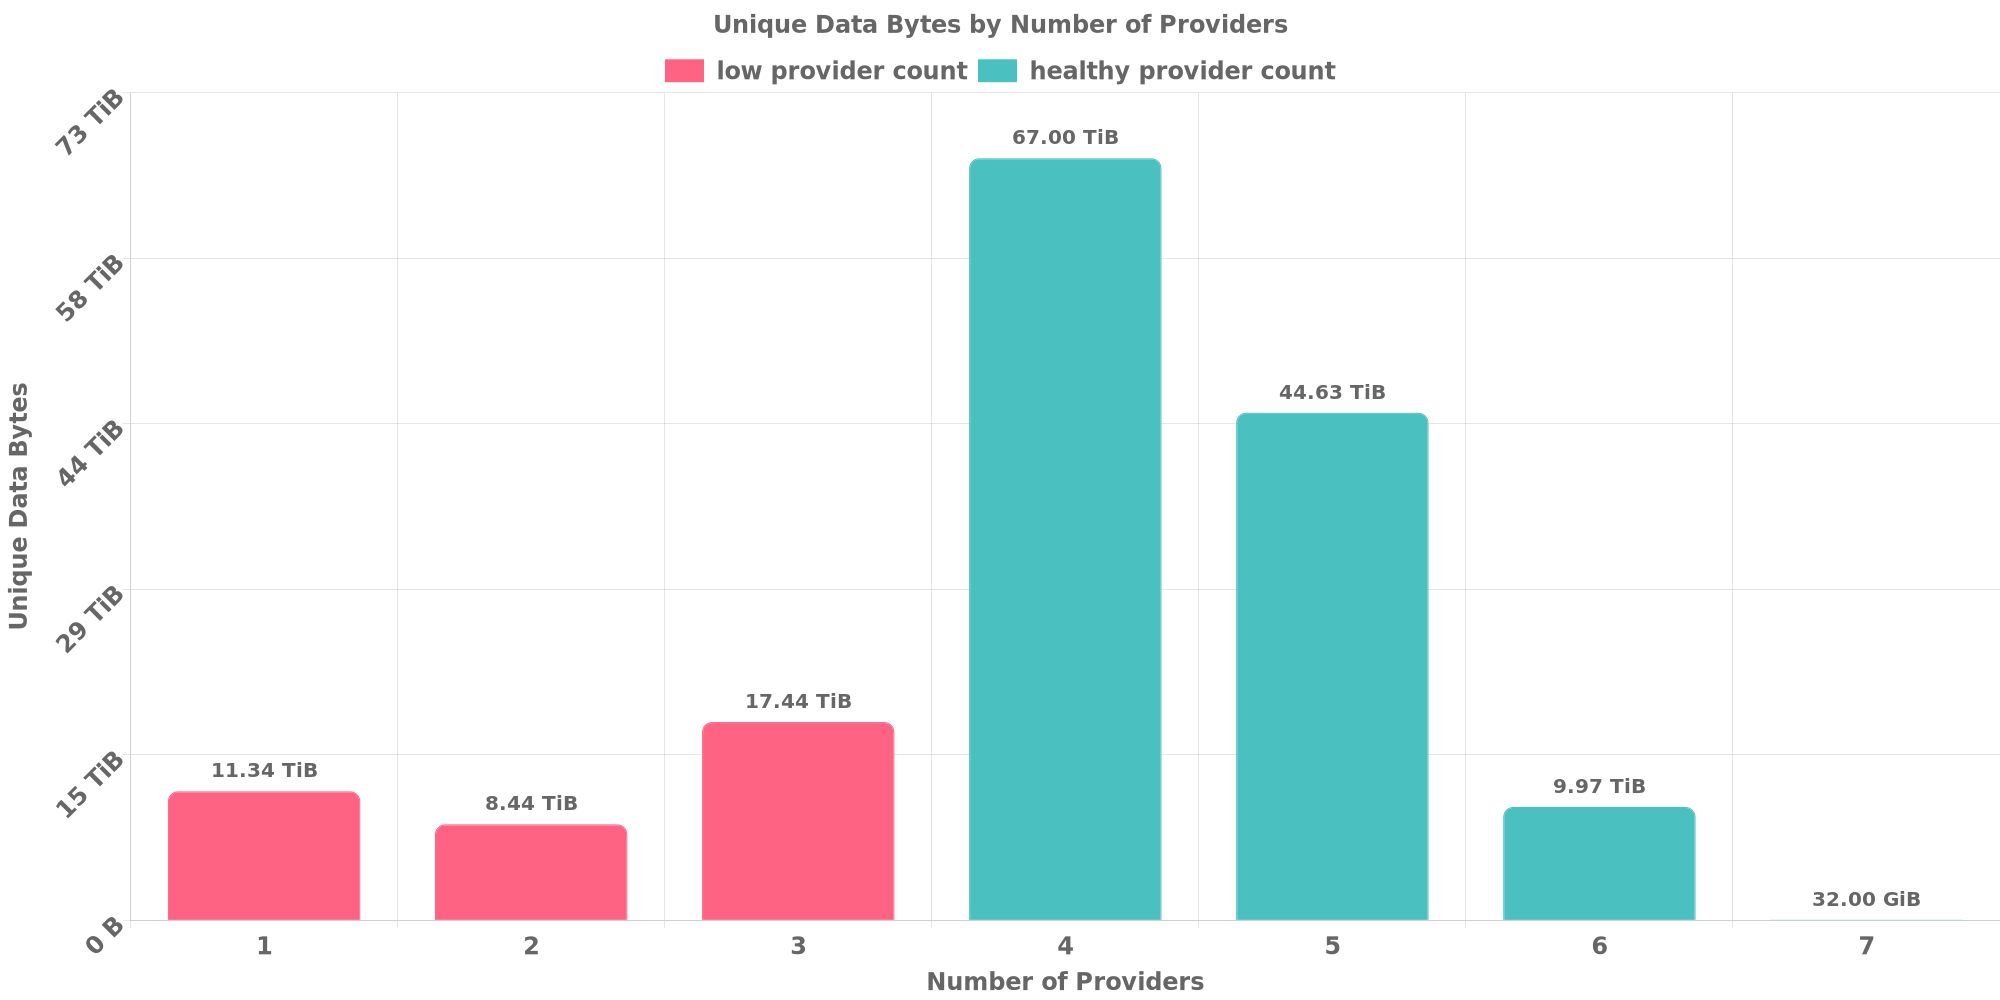 Unique Data Bytes by Number of Providers
low provider count
healthy provider count
73 TiB
58 TiB
44 TiB
29 TiB
15 TiB
0 B
Unique Data Bytes
11.34 TiB
8.44 TiB
17.44 TiB
67.00 TiB
44.63 TiB
9.97 TiB
32.00 GiB
1 2 3 4 5 6 7
Number of Providers